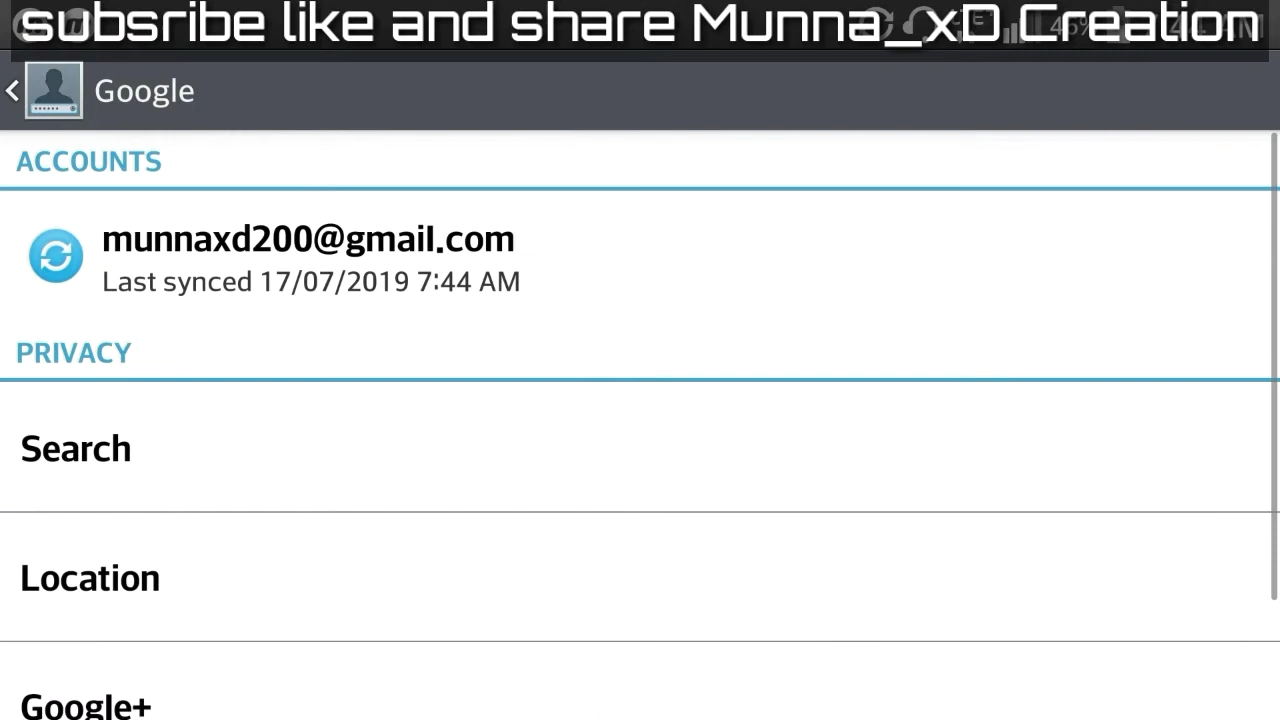 subsribe like and share Munna_xD Creation
Google
ACCOUNTS
munnaxd200@gmail.com
Last synced 17/07/2019 7:44 AM
PRIVACY
Search
Location
Google+